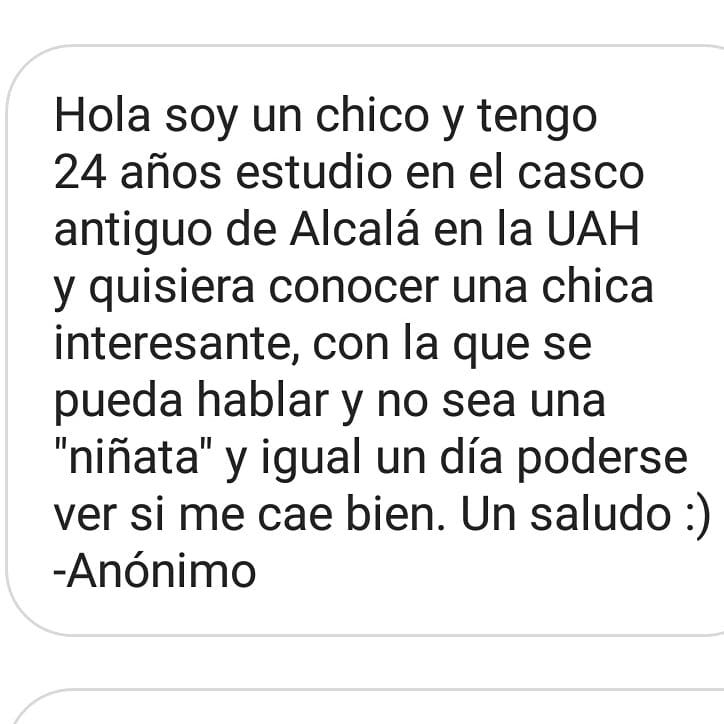 Hola soy un chico y tengo
24 años estudio en el casco
antiguo de Alcalá en la UAH
y quisiera conocer una chica
interesante, con la que se
pueda hablar y no sea una
"niñata" y igual un día poderse
ver si me cae bien. Un saludo :)
-Anónimo